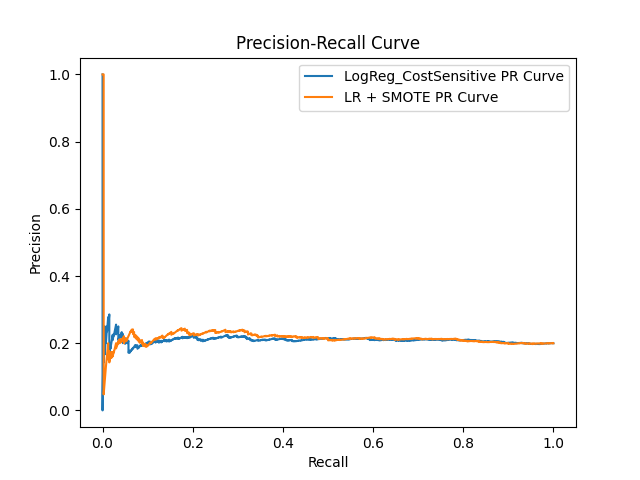 Precision-Recall Curve
LogReg_CostSensitive PR Curve
LR + SMOTE PR Curve
Precision
1.0
0.8
0.6
0.4
0.2
0.0
0.0 0.2 0.4 0.6 0.8 1.0
Recall